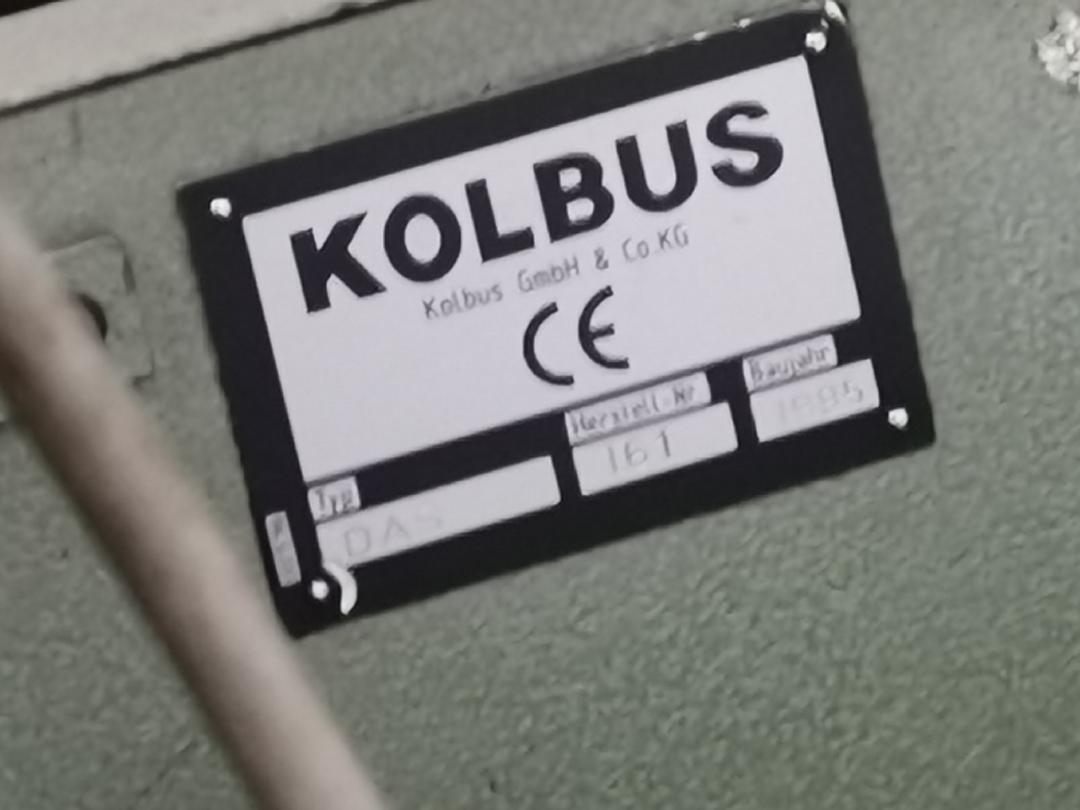 KOLBUS
Kolbus GmbH & Co.KG
CE
Baujahr
Herstell-Nr
1995
161
Typ
DAS